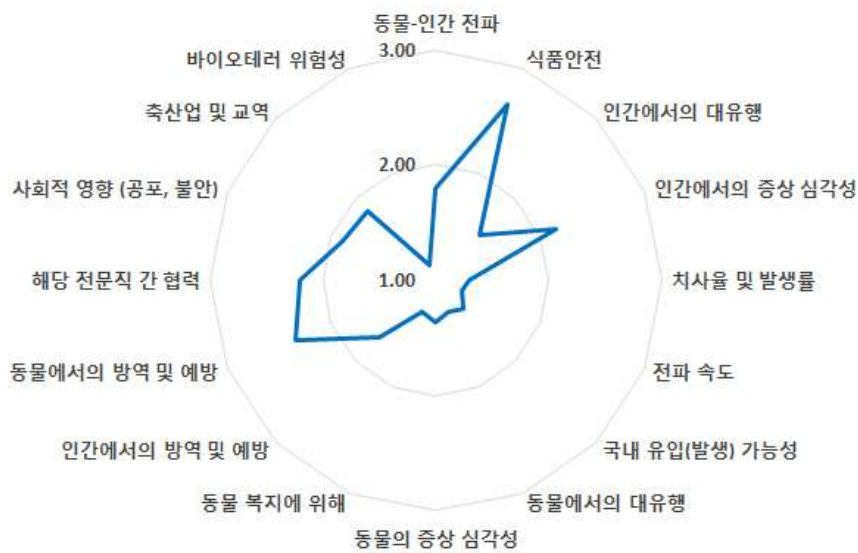 동물-인간 전파
3.00
바이오테러 위험성
식품안전
축산업 및 교역
인간에서의 대유행
2.00
사회적 영향 (공포, 불안)
인간에서의 증상 심각성
해당 전문직 간 협력
1.00
치사율 및 발생률
동물에서의 방역 및 예방
전파 속도
인간에서의 방역 및 예방
국내 유입(발생) 가능성
동물 복지에 위해
동물에서의 대유행
동물의 증상 심각성